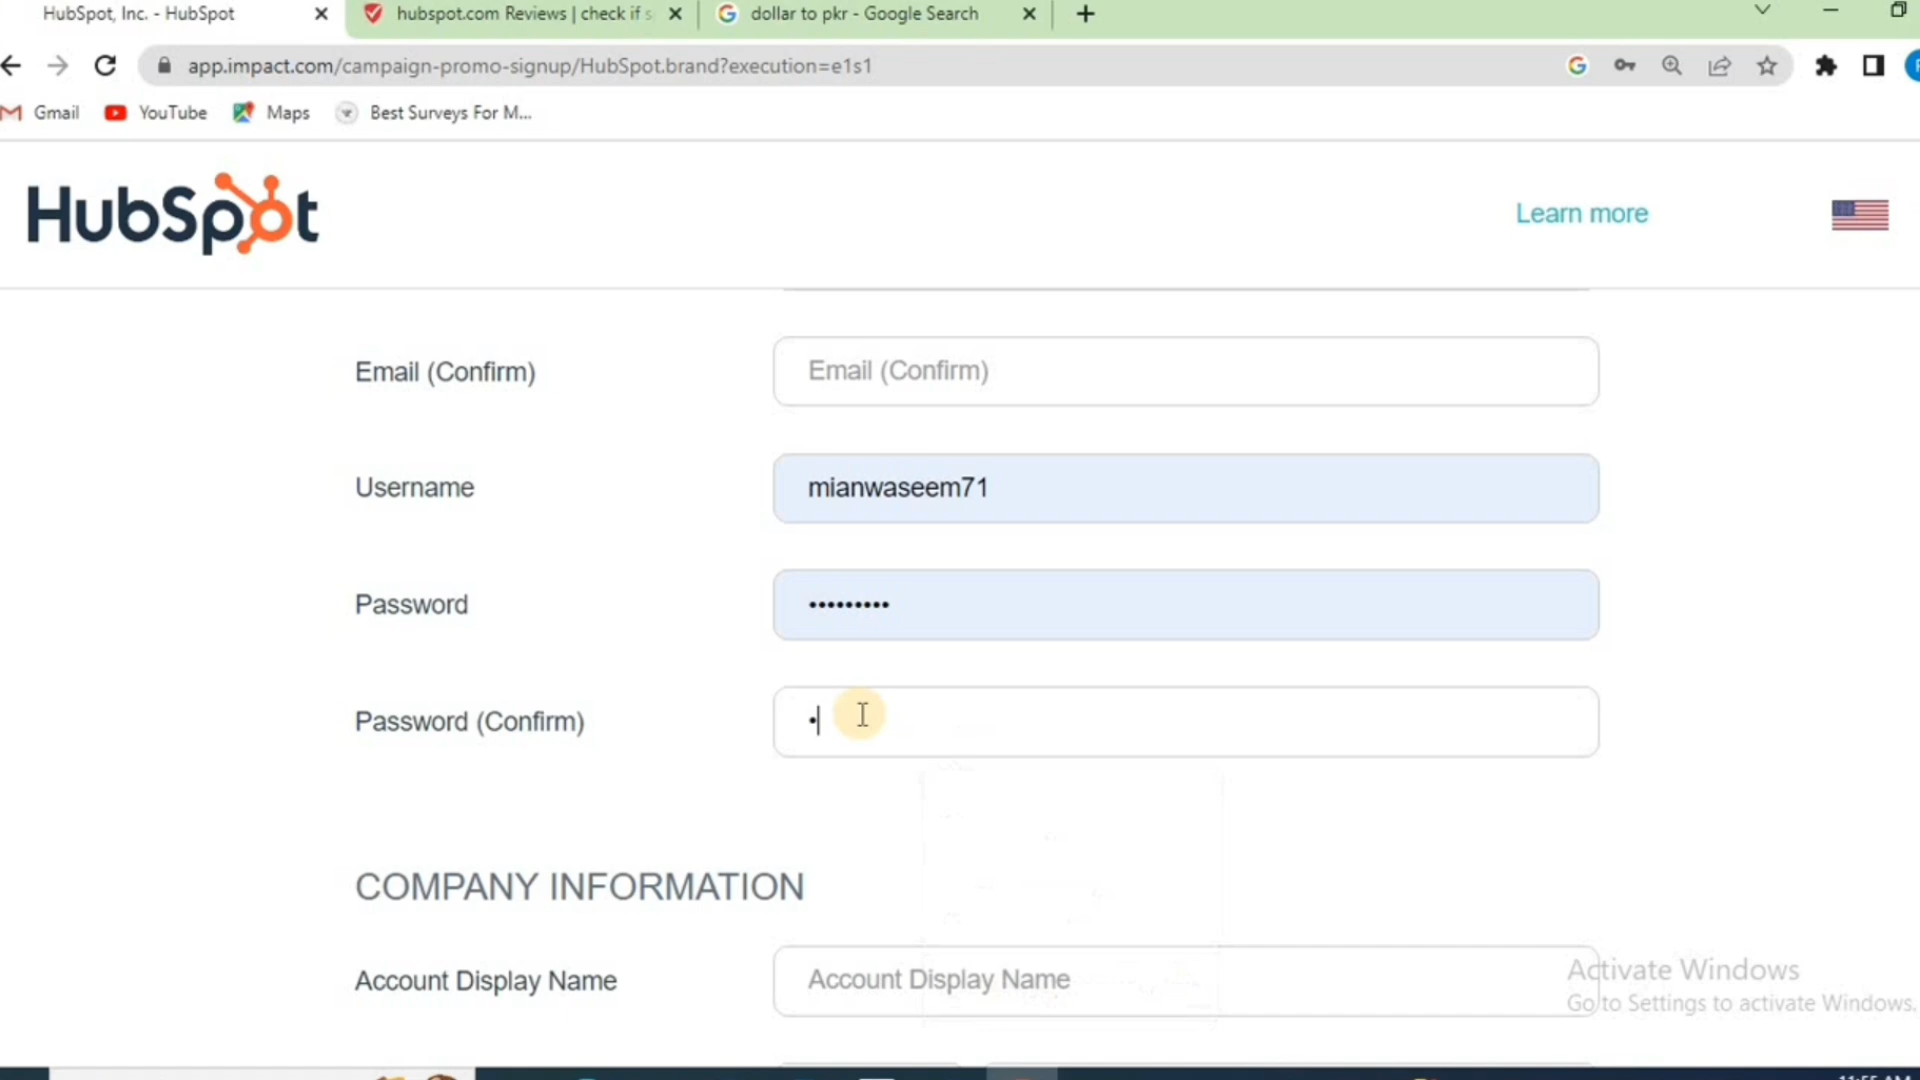 HubSpot, Inc. - HubSpot
hubspot.com Reviews | check if s
dollar to pkr - Google Search
app.impact.com/campaign-promo-signup/HubSpot.brand?execution=e1s1
Gmail
YouTube
Maps
Best Surveys For M...
HubSpot
Learn more
Email (Confirm)
Email (Confirm)
Username
mianwaseem71
Password
•••••••••
Password (Confirm)
•
COMPANY INFORMATION
Account Display Name
Account Display Name
Activate Windows
Go to Settings to activate Windows.